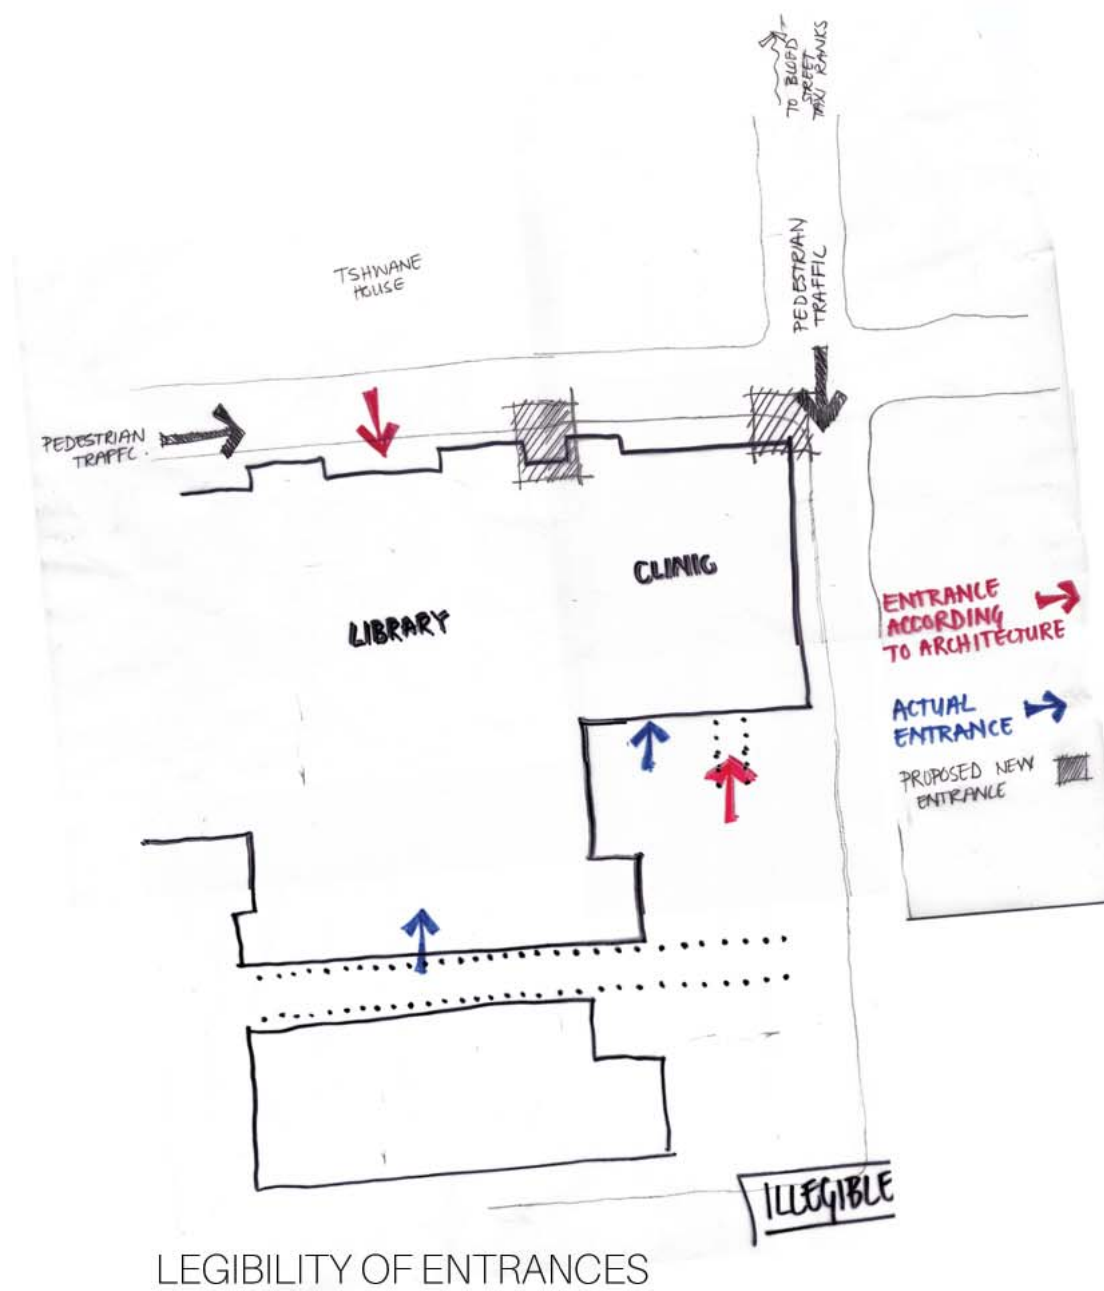 TO BLOED
STREET
TAXI RANKS
PEDESTRIAN
TRAFFIC
TSHWANE
HOUSE
PEDESTRIAN
TRAFFC.
CLINIC
LIBRARY
ENTRANCE
ACCORDING
TO ARCHITECTURE
ACTUAL
ENTRANCE
PROPOSED NEW
ENTRANCE
ILLEGIBLE
LEGIBILITY OF ENTRANCES